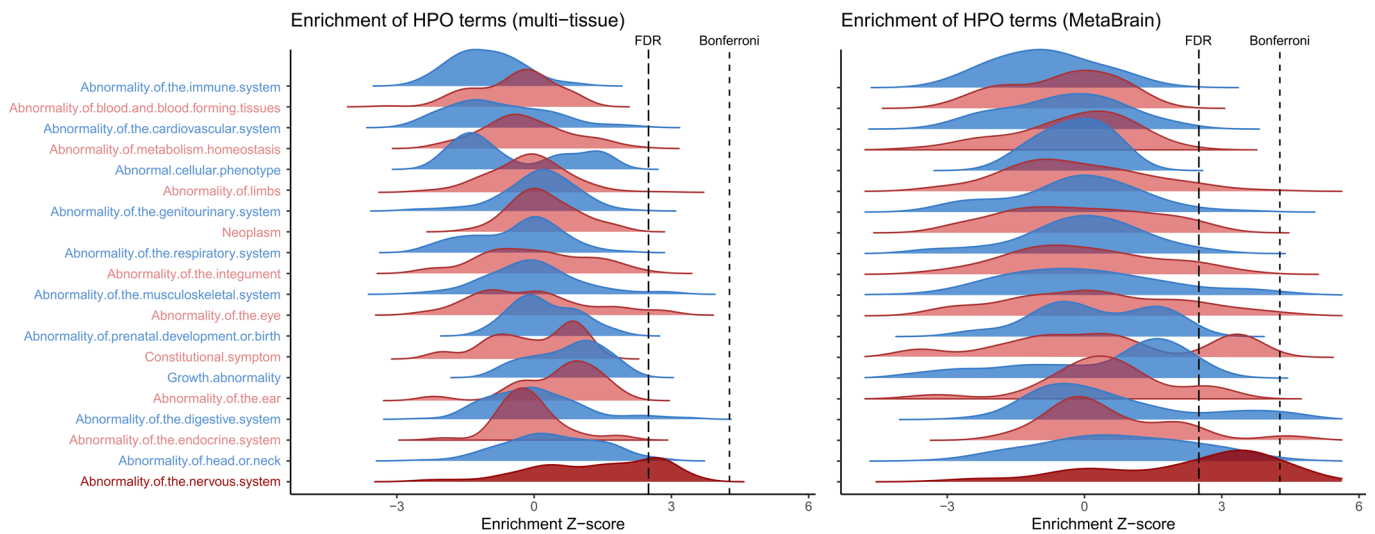 Enrichment of HPO terms (multi−tissue)
FDR
Bonferroni
Abnormality.of.the.immune.system
Abnormality.of.blood.and.blood.forming.tissues
Abnormality.of.the.cardiovascular.system
Abnormality.of.metabolism.homeostasis
Abnormal.cellular.phenotype
Abnormality.of.limbs
Abnormality.of.the.genitourinary.system
Neoplasm
Abnormality.of.the.respiratory.system
Abnormality.of.the.integument
Abnormality.of.the.musculoskeletal.system
Abnormality.of.the.eye
Abnormality.of.prenatal.development.or.birth
Constitutional.symptom
Growth.abnormality
Abnormality.of.the.ear
Abnormality.of.the.digestive.system
Abnormality.of.the.endocrine.system
Abnormality.of.head.or.neck
Abnormality.of.the.nervous.system
−3 0 3 6
Enrichment Z−score
Enrichment of HPO terms (MetaBrain)
FDR
Bonferroni
−3 0 3 6
Enrichment Z−score